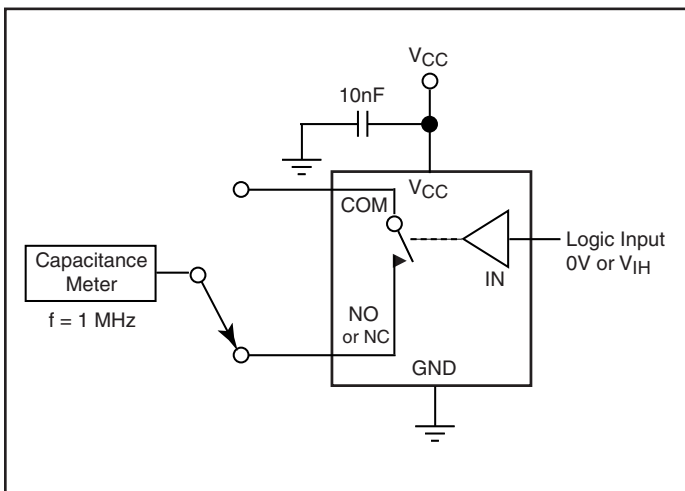 VCC
10nF
VCC
COM
Capacitance
Meter
f = 1 MHz
Logic Input
0V or VIH
IN
NO
or NC
GND